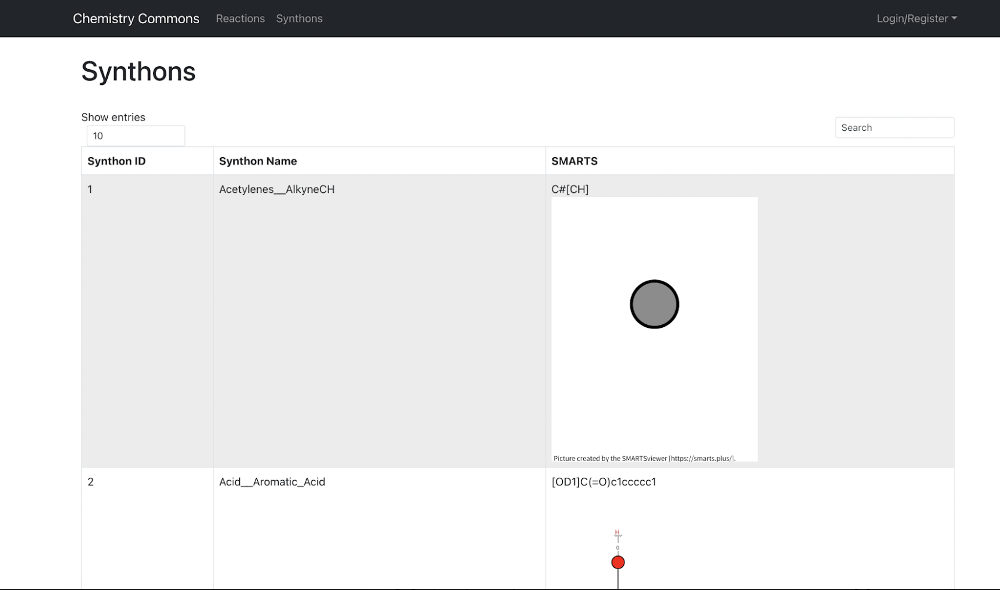 Chemistry Commons Reactions Synthons Login/Register
Synthons
Show entries
10
Search
Synthon ID Synthon Name SMARTS
1 Acetylenes__AlkyneCH C#[CH]
Picture created by the SMARTSviewer [https://smarts.plus/].
2 Acid__Aromatic_Acid [OD1]C(=O)c1ccccc1
H
0